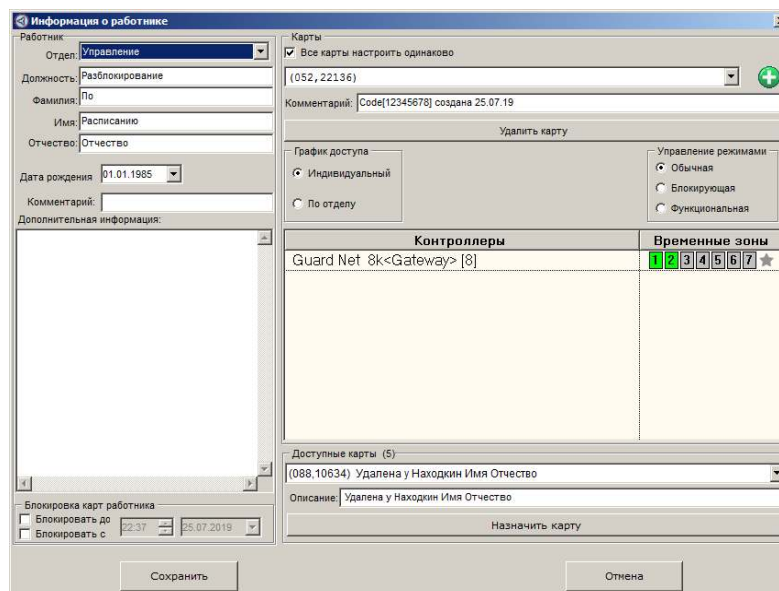 Информация о работнике
Работник
Отдел: Управление
Должность: Разблокирование
Фамилия: По
Имя: Расписанию
Отчество: Отчество
Дата рождения 01.01.1985
Комментарий:
Дополнительная информация:
Блокировка карт работника
Блокировать до
Блокировать с
22:37 25.07.2019
Карты
Все карты настроить одинаково
(052,22136)
Комментарий: Code[12345678] создана 25.07.19
Удалить карту
График доступа
Индивидуальный
По отделу
Управление режимами
Обычная
Блокирующая
Функциональная
Контроллеры Временные зоны
Guard Net 8k<Gateway> [8] 1 2 3 4 5 6 7
Доступные карты (5)
(088,10634) Удалена у Находкин Имя Отчество
Описание: Удалена у Находкин Имя Отчество
Назначить карту
Сохранить Отмена